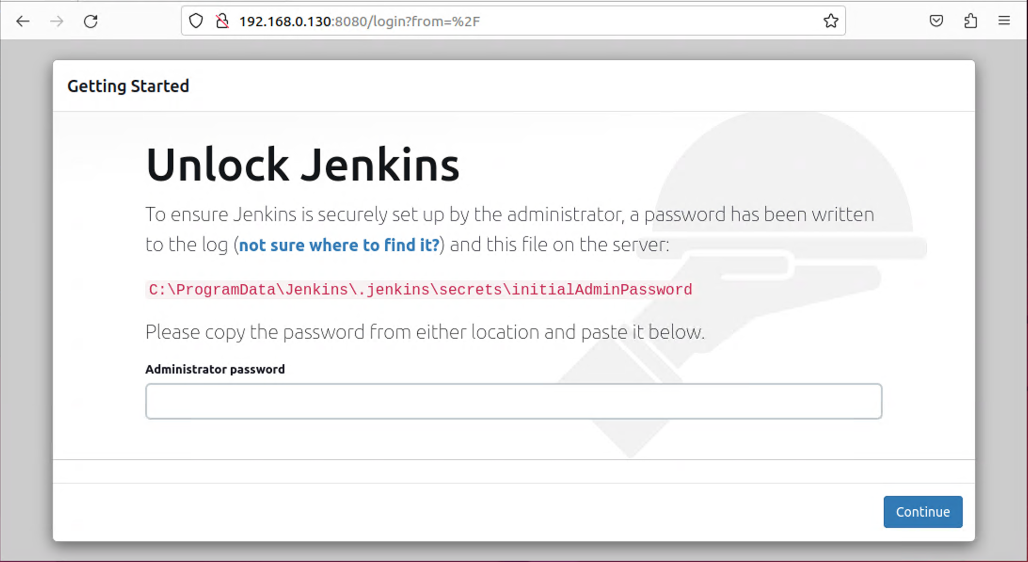 192.168.0.130:8080/login?from=%2F
Getting Started
Unlock Jenkins
To ensure Jenkins is securely set up by the administrator, a password has been written
to the log (not sure where to find it?) and this file on the server:
C:\ProgramData\Jenkins\.jenkins\secrets\initialAdminPassword
Please copy the password from either location and paste it below.
Administrator password
Continue